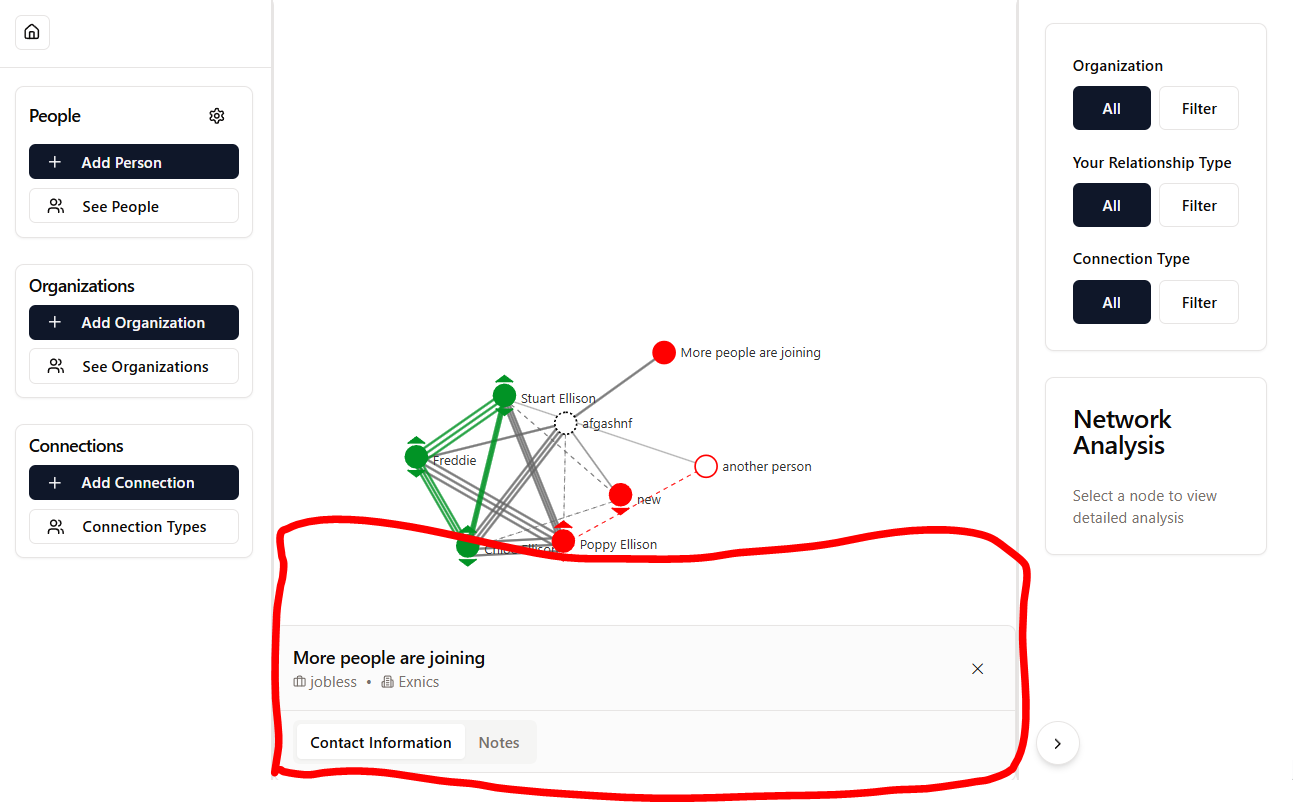 People
Add Person
See People
Organizations
Add Organization
See Organizations
Connections
Add Connection
Connection Types
More people are joining
Stuart Ellison
afgashnf
Freddie
another person
new
Poppy Ellison
More people are joining
jobless • Exnics
Contact Information
Notes
Organization
All
Filter
Your Relationship Type
All
Filter
Connection Type
All
Filter
Network
Analysis
Select a node to view
detailed analysis